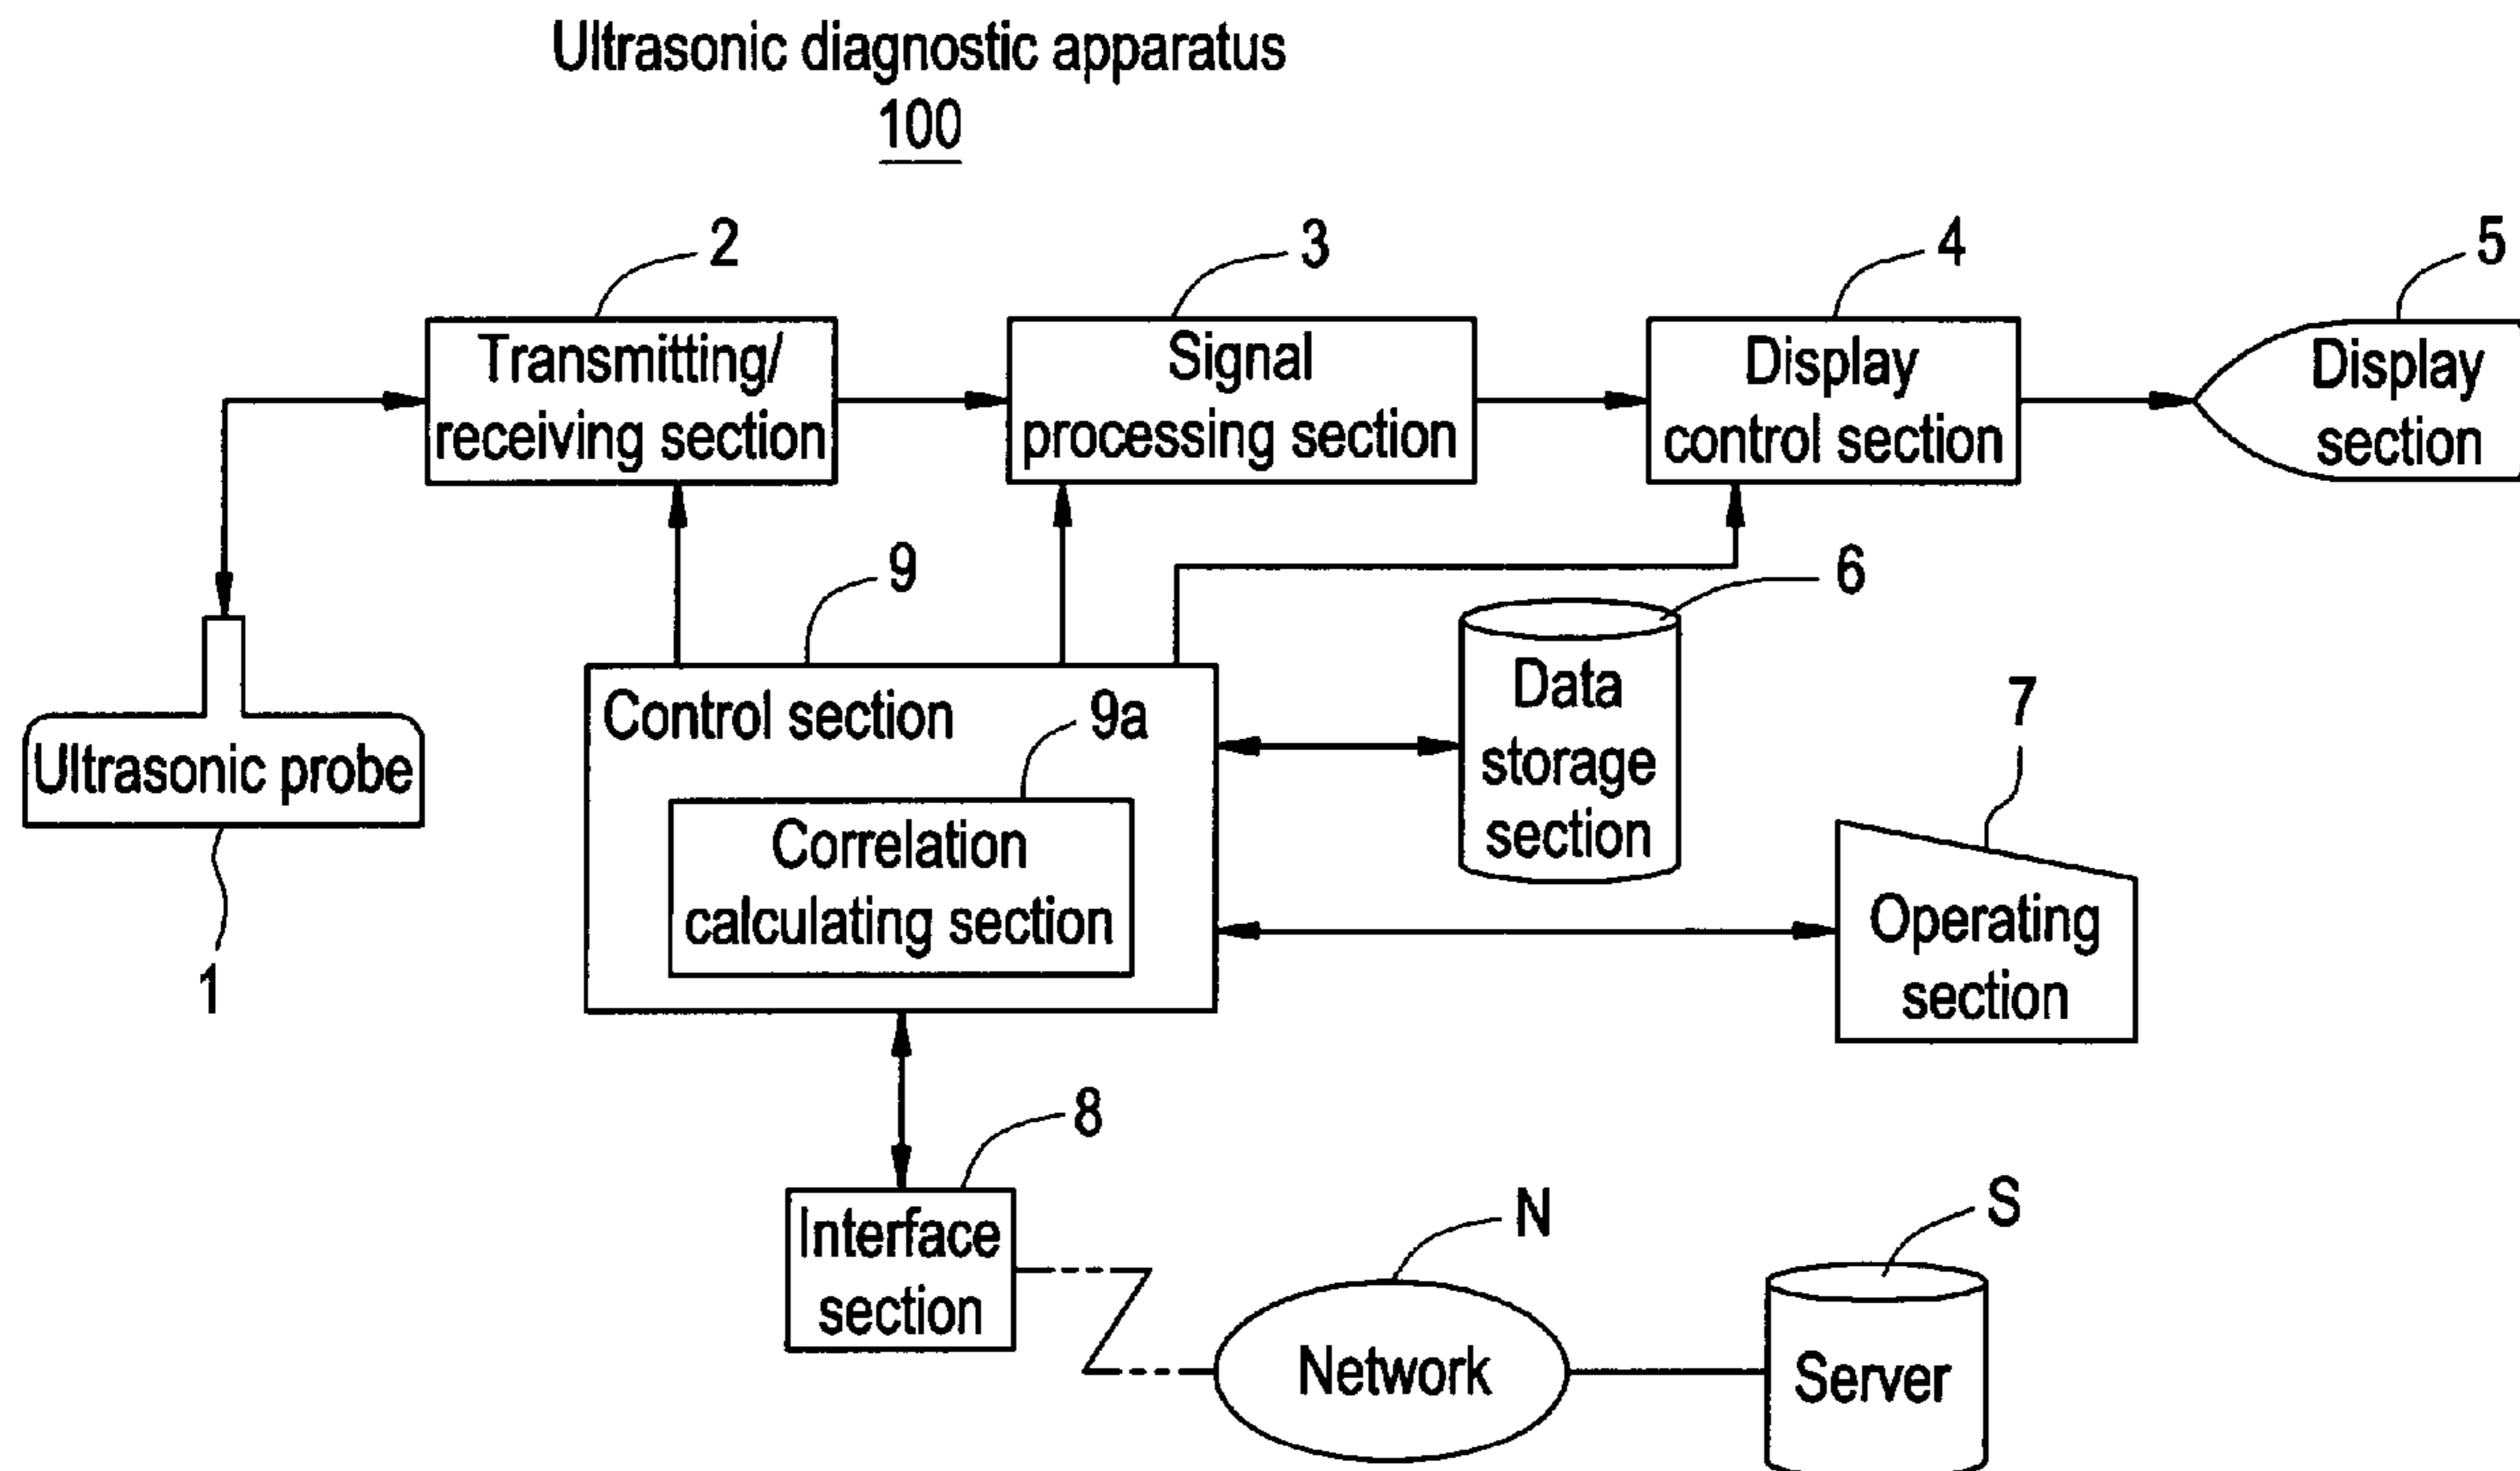 Ultrasonic diagnostic apparatus
100
2
3
4
5
Transmitting/
receiving section
Signal
processing section
Display
control section
Display
section
9
6
Control section
9a
Data
storage
section
7
Ultrasonic probe
1
Correlation
calculating section
Operating
section
8
Interface
section
N
S
Network
Server